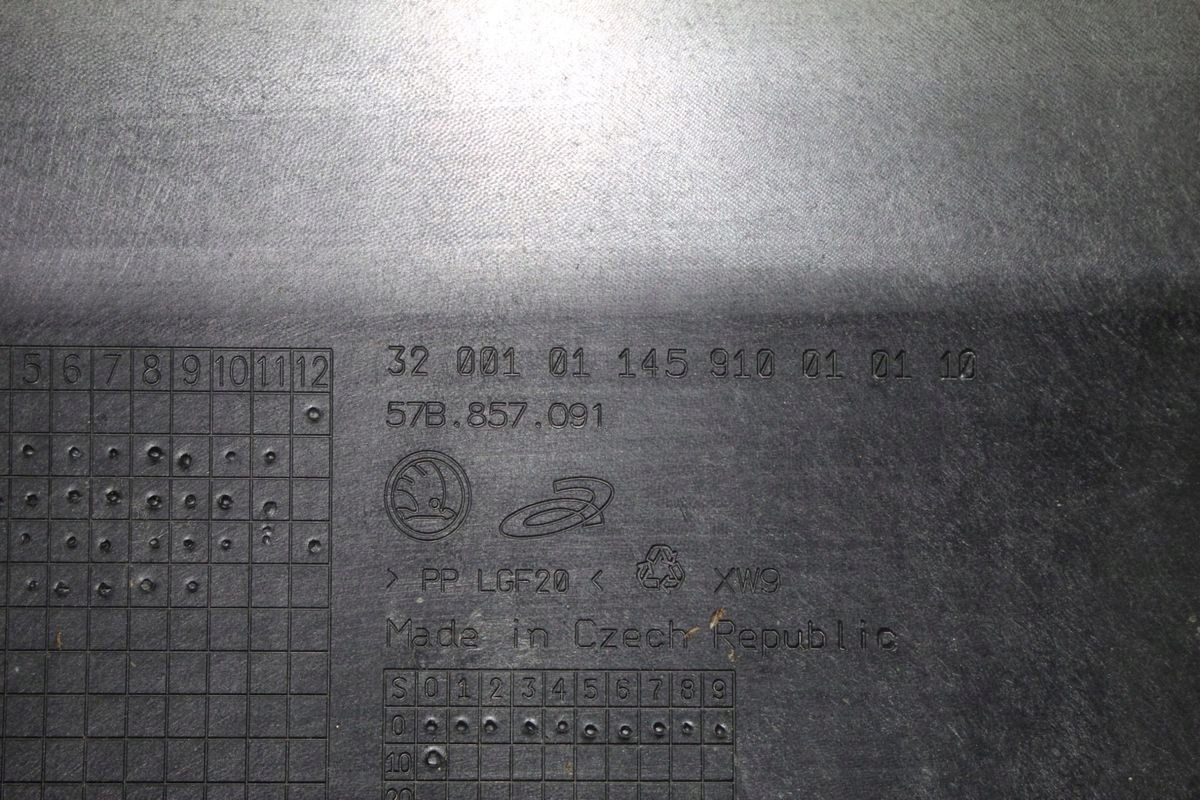 5 6 7 8 9 10 11 12
32 001 01 145 910 01 01 10
57B.857.091
> PP LGF20 < XW9
Made in Czech Republic
S 0 1 2 3 4 5 6 7 8 9
0
10
20